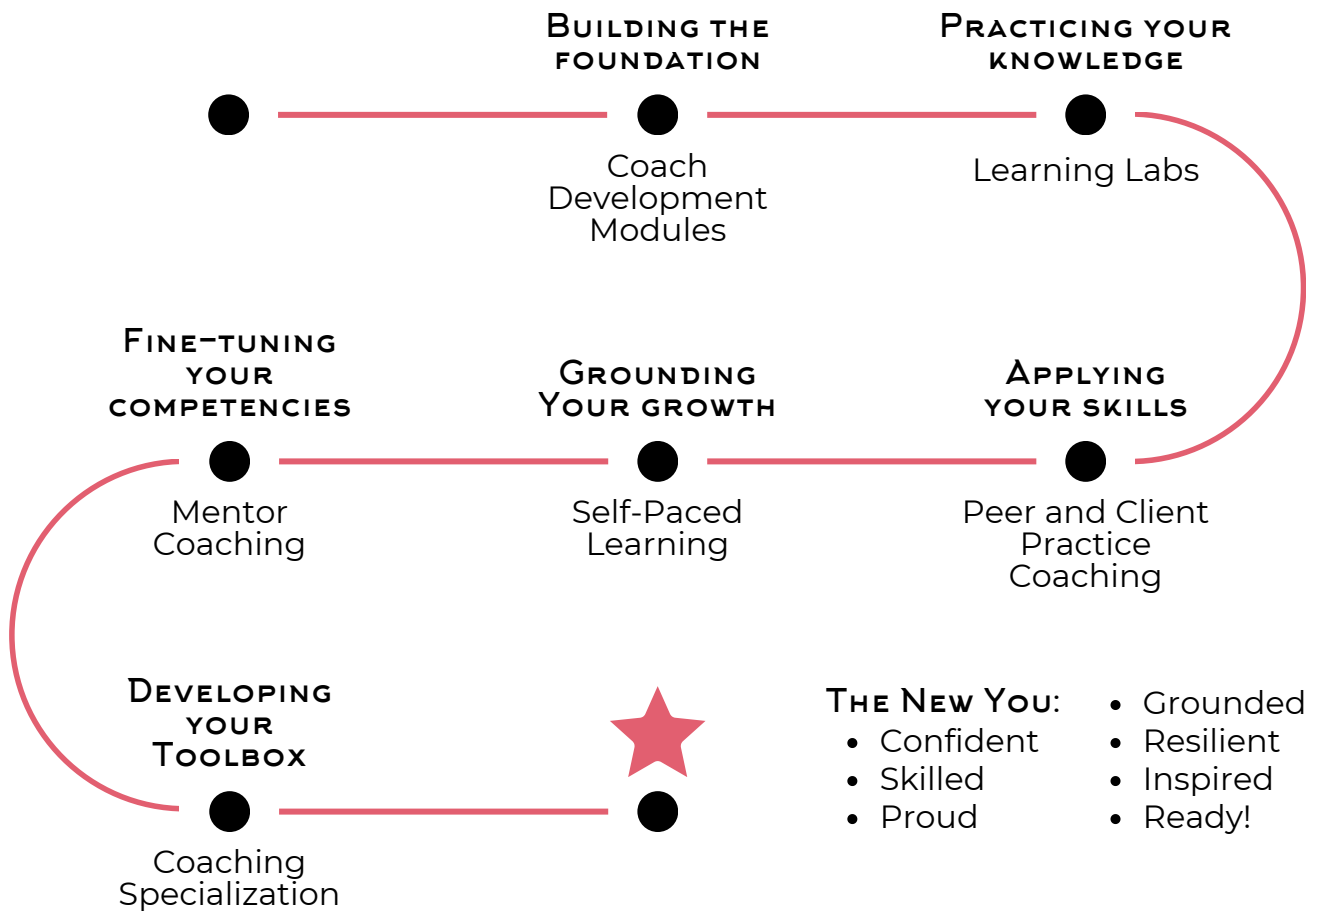 Building the
foundation
Coach
Development
Modules
Practicing your
knowledge
Learning Labs
Applying
your skills
Peer and Client
Practice
Coaching
Grounding
Your growth
Self-Paced
Learning
Fine-tuning
your
competencies
Mentor
Coaching
Developing
your
Toolbox
Coaching
Specialization
The New You:
• Confident
• Skilled
• Proud
• Grounded
• Resilient
• Inspired
• Ready!